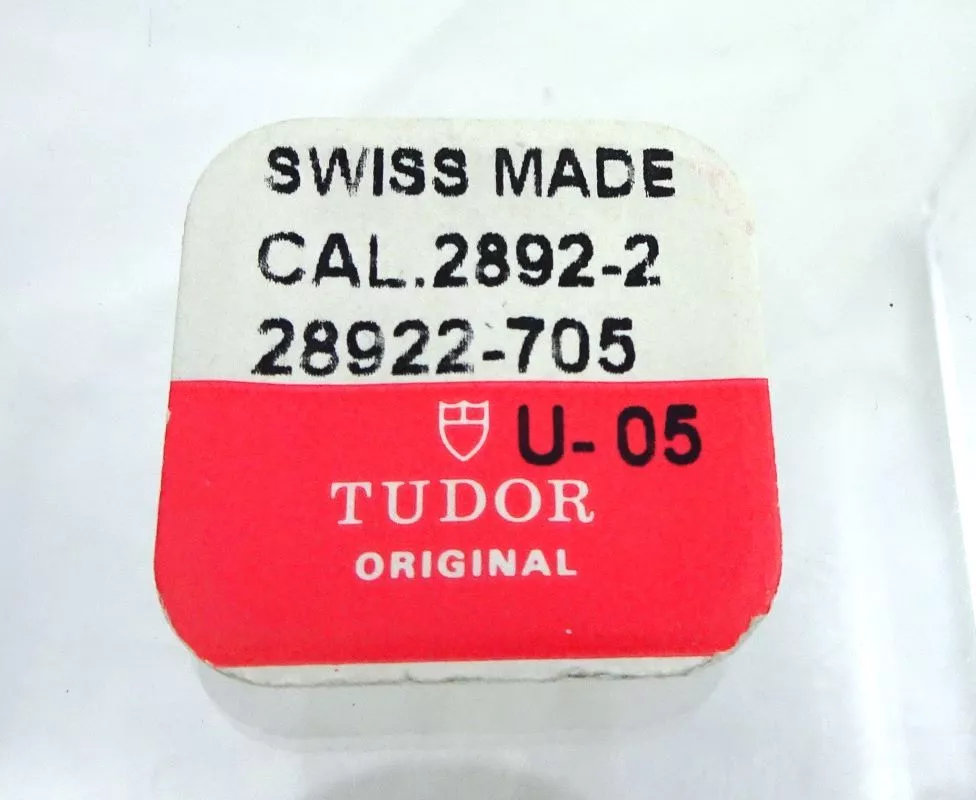 SWISS MADE
CAL.2892-2
28922-705
U- 05
TUDOR
ORIGINAL